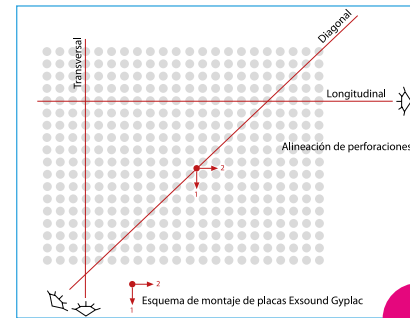 Diagonal
Transversal
Longitudinal
Alineación de perforaciones
2
1
2
Esquema de montaje de placas Exsound Gyplac
1